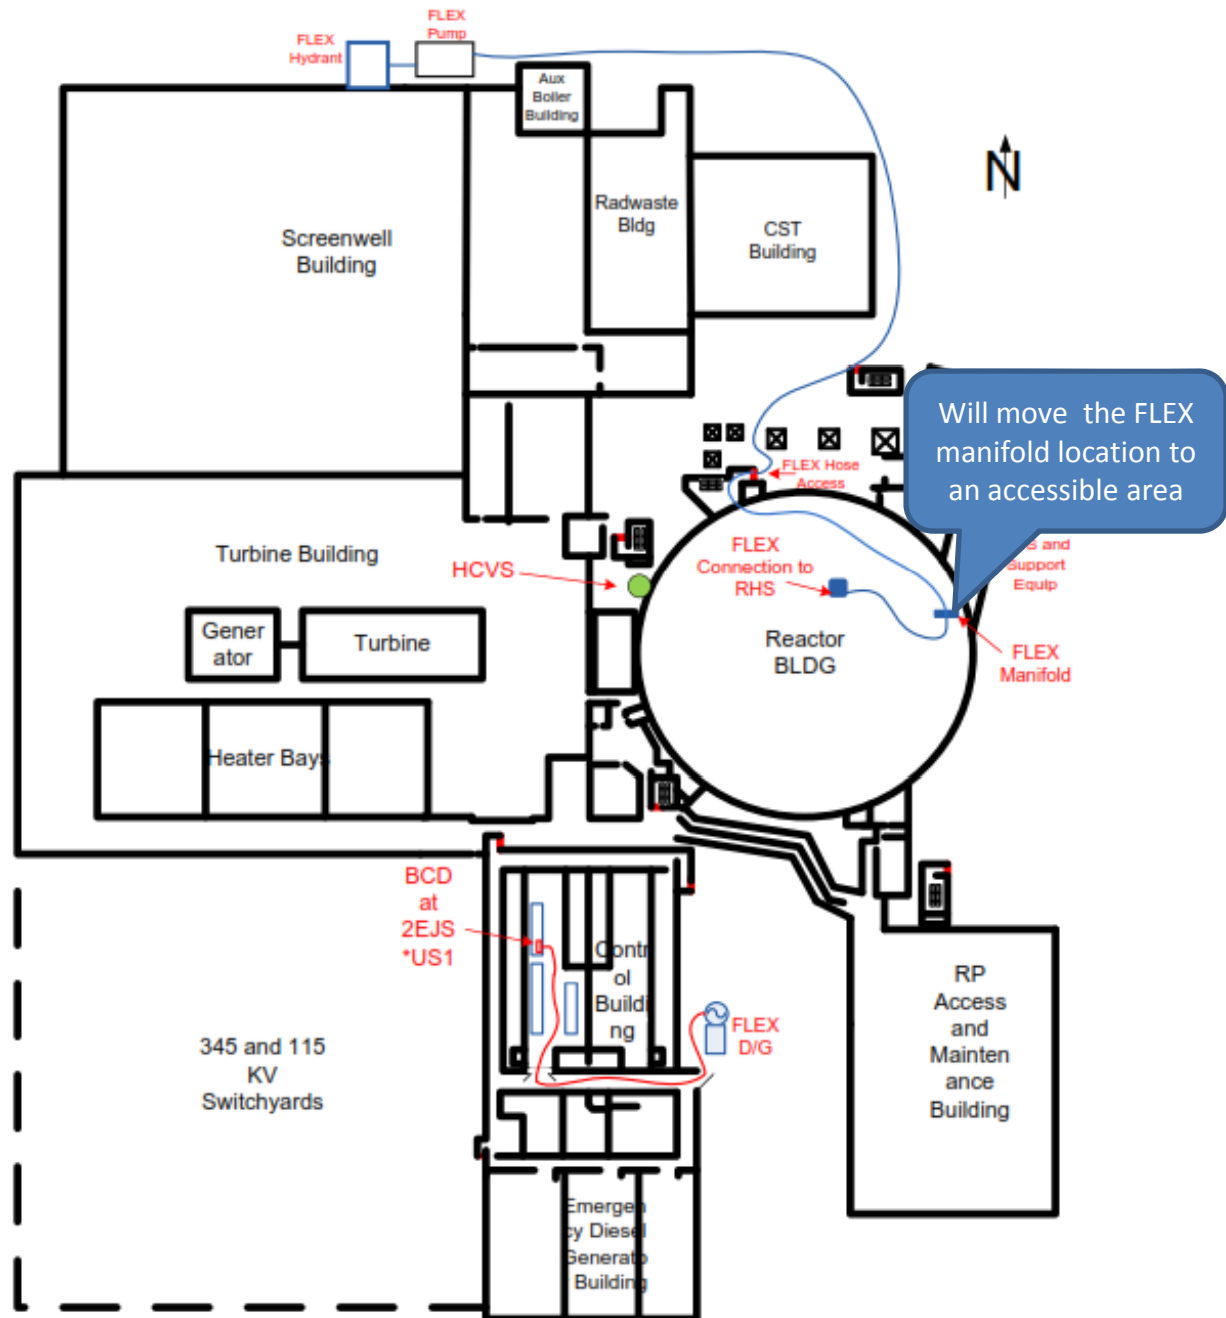 FLEX
Hydrant
FLEX
Pump
Aux
Boiler
Building
N
Screenwell
Building
Radwaste
Bldg
CST
Building
Will move the FLEX
manifold location to
an accessible area
FLEX Hose
Access
Turbine Building
HCVS
FLEX
Connection to
RHS
S and
Support
Equip
Gener
ator
Turbine
Reactor
BLDG
FLEX
Manifold
Heater Bays
BCD
at
2EJS
*US1
Contr
ol
Buildi
ng
FLEX
D/G
RP
Access
and
Mainten
ance
Building
345 and 115
KV
Switchyards
Emergen
cy Diesel
Generato
r Building